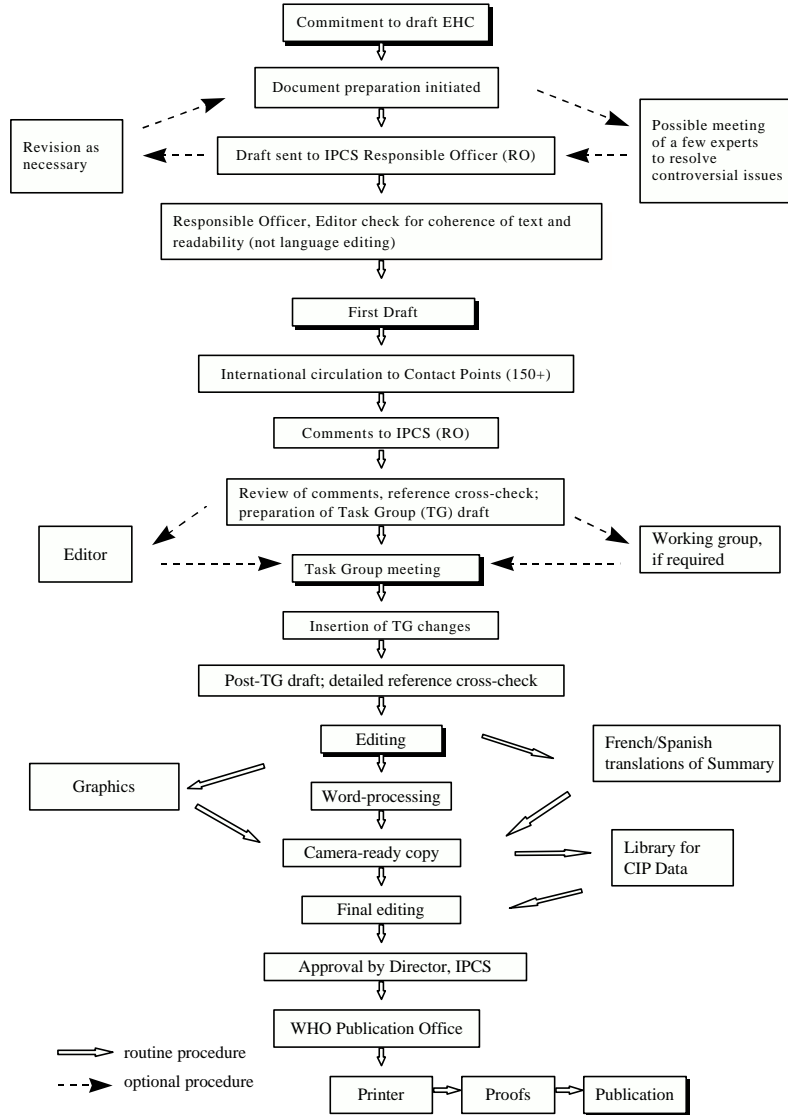 Commitment to draft EHC
Document preparation initiated
Revision as
necessary
Possible meeting
of a few experts
to resolve
controversial issues
Draft sent to IPCS Responsible Officer (RO)
Responsible Officer, Editor check for coherence of text and
readability (not language editing)
First Draft
International circulation to Contact Points (150+)
Comments to IPCS (RO)
Review of comments, reference cross-check;
preparation of Task Group (TG) draft
Editor
Working group,
if required
Task Group meeting
Insertion of TG changes
Post-TG draft; detailed reference cross-check
Editing
French/Spanish
translations of Summary
Graphics
Word-processing
Camera-ready copy
Library for
CIP Data
Final editing
Approval by Director, IPCS
WHO Publication Office
routine procedure
optional procedure
Printer
Proofs
Publication